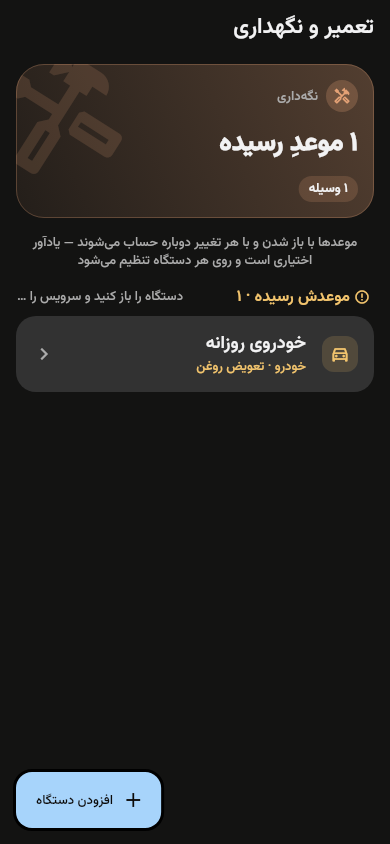 تعمیر و نگهداری
نگه‌داری
۱ موعدِ رسیده
۱ وسیله
موعدها با باز شدن و با هر تغییر دوباره حساب می‌شوند — یادآور
اختیاری است و روی هر دستگاه تنظیم می‌شود
موعدش رسیده · ۱
دستگاه را باز کنید و سرویس را …
خودروی روزانه
خودرو · تعویض روغن
افزودن دستگاه